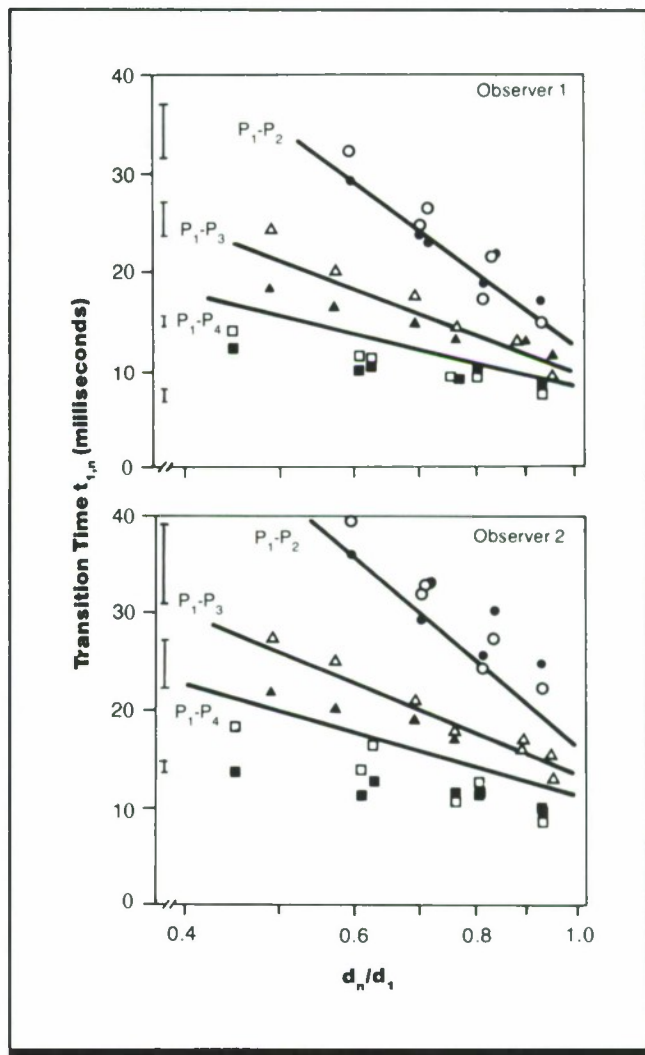 40
Observer 1
P₁-P₂
30
P₁-P₃
20
P₁-P₄
10
0
40
Observer 2
P₁-P₂
30
P₁-P₃
20
P₁-P₄
10
0
0.4
0.6
0.8
1.0
dₙ/d₁
Transition Time t₁,ₙ (milliseconds)